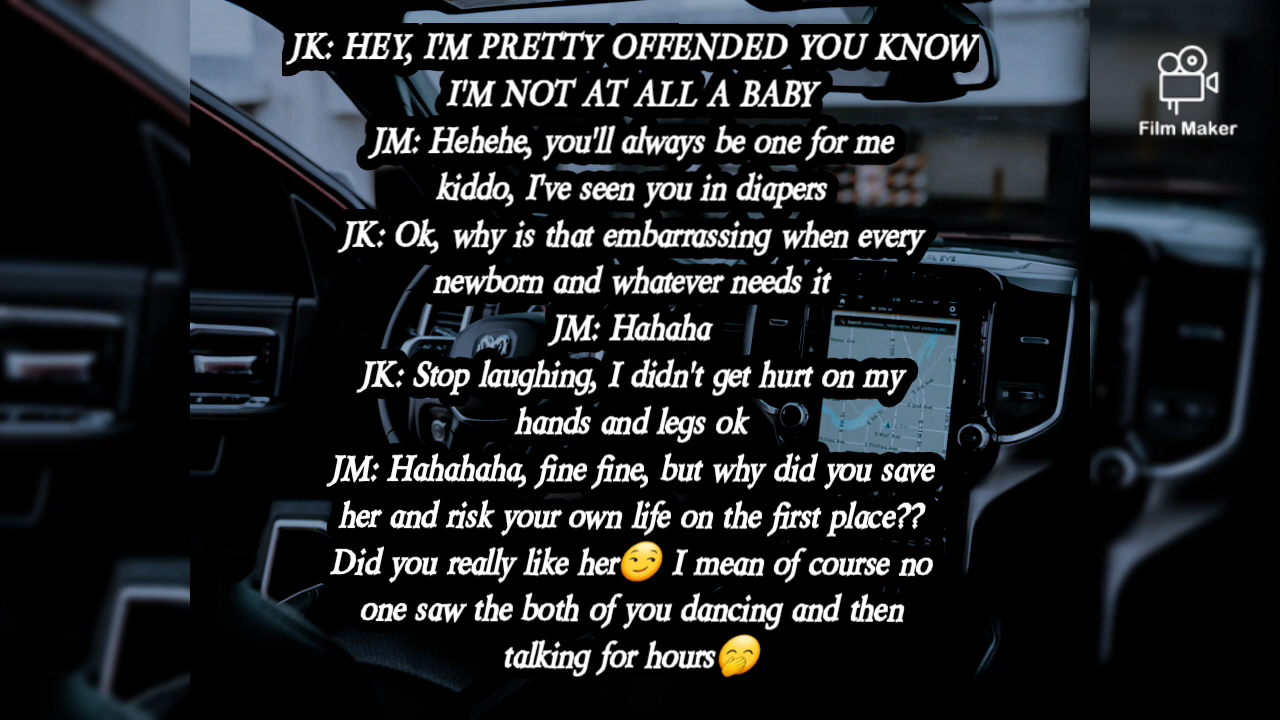 JK: HEY, I'M PRETTY OFFENDED YOU KNOW
I'M NOT AT ALL A BABY
JM: Hehehe, you'll always be one for me
kiddo, I've seen you in diapers
JK: Ok, why is that embarrassing when every
newborn and whatever needs it
JM: Hahaha
JK: Stop laughing, I didn't get hurt on my
hands and legs ok
JM: Hahahaha, fine fine, but why did you save
her and risk your own life on the first place??
Did you really like her😏 I mean of course no
one saw the both of you dancing and then
talking for hours🤭
Film Maker